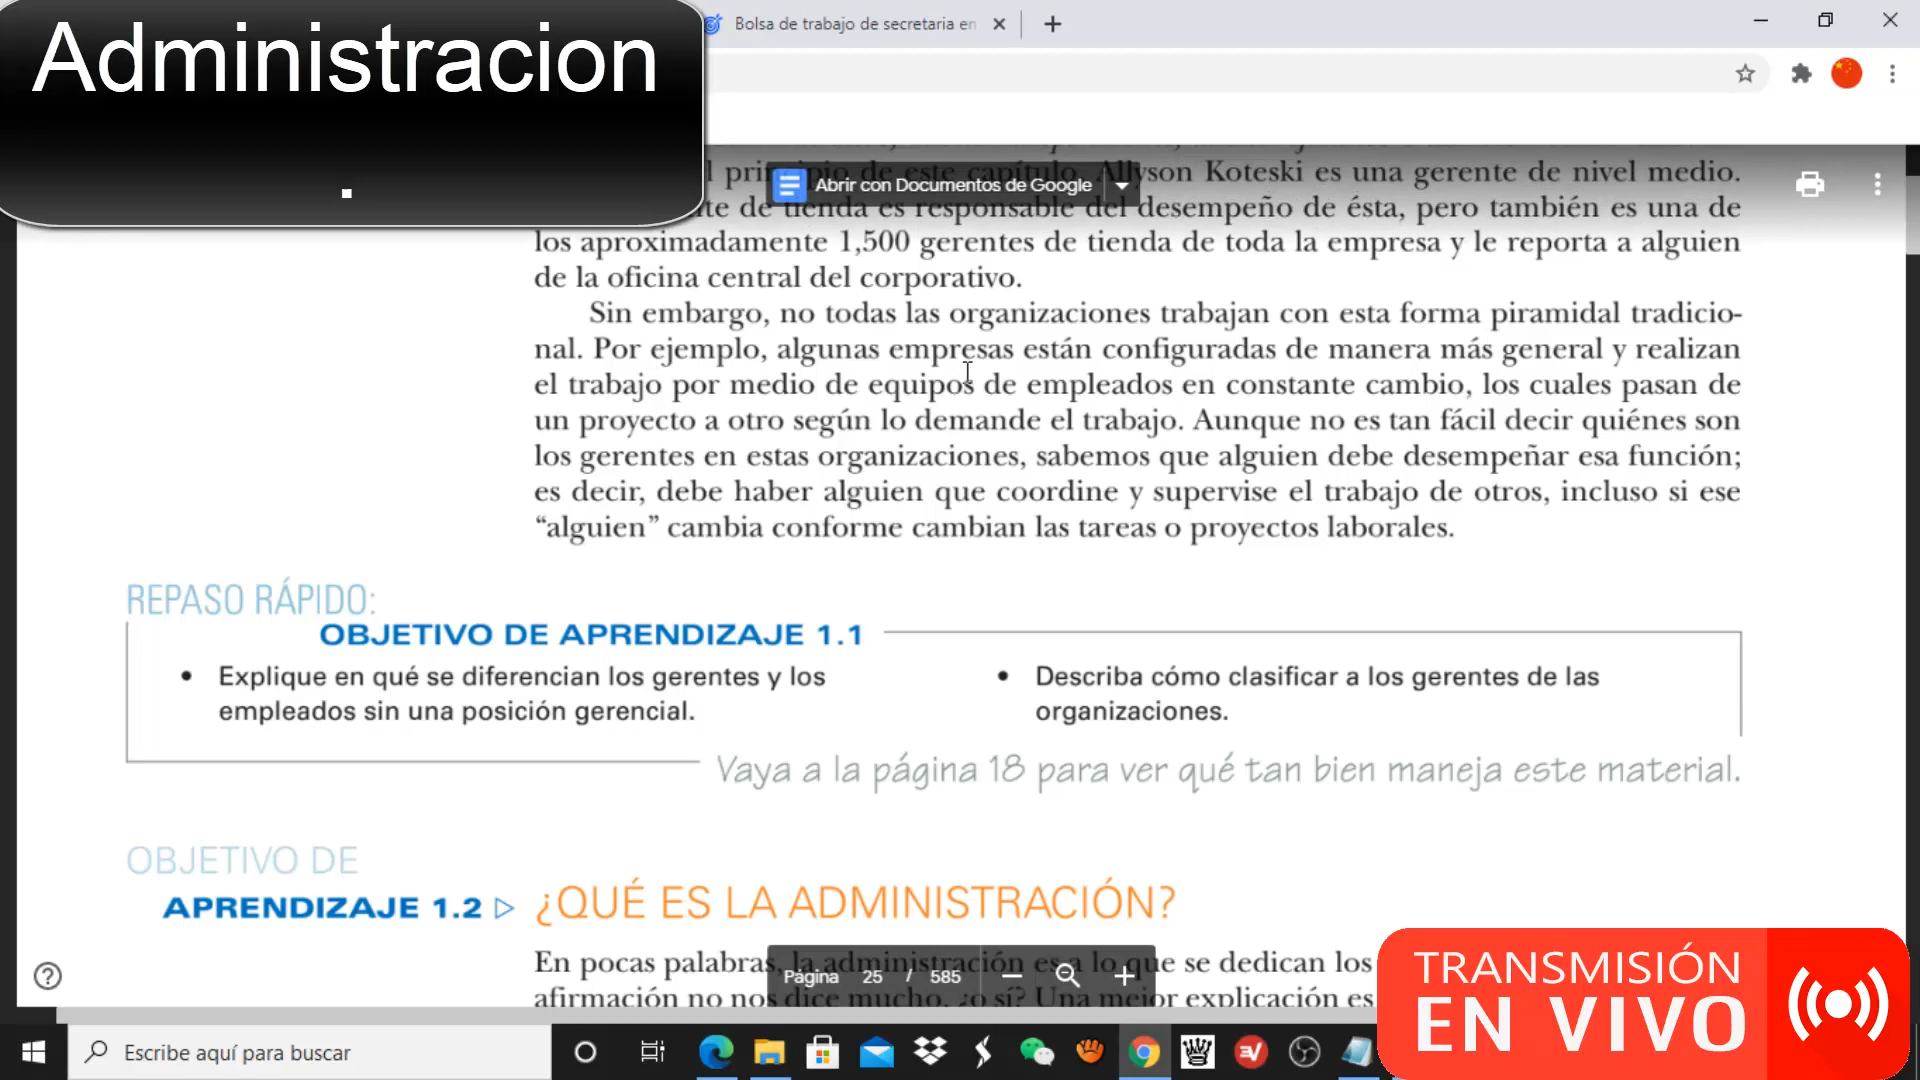 Administracion
.
Bolsa de trabajo de secretaria en
Abrir con Documentos de Google
Allyson Koteski es una gerente de nivel medio.
de tienda es responsable del desempeño de ésta, pero también es una de
los aproximadamente 1,500 gerentes de tienda de toda la empresa y le reporta a alguien
de la oficina central del corporativo.
Sin embargo, no todas las organizaciones trabajan con esta forma piramidal tradicio-
nal. Por ejemplo, algunas empresas están configuradas de manera más general y realizan
el trabajo por medio de equipos de empleados en constante cambio, los cuales pasan de
un proyecto a otro según lo demande el trabajo. Aunque no es tan fácil decir quiénes son
los gerentes en estas organizaciones, sabemos que alguien debe desempeñar esa función;
es decir, debe haber alguien que coordine y supervise el trabajo de otros, incluso si ese
“alguien” cambia conforme cambian las tareas o proyectos laborales.
REPASO RÁPIDO:
OBJETIVO DE APRENDIZAJE 1.1
• Explique en qué se diferencian los gerentes y los
empleados sin una posición gerencial.
• Describa cómo clasificar a los gerentes de las
organizaciones.
Vaya a la página 18 para ver qué tan bien maneja este material.
OBJETIVO DE
APRENDIZAJE 1.2 ▷ ¿QUÉ ES LA ADMINISTRACIÓN?
En pocas palabras, la administración es a lo que se dedican los
afirmación no nos dice mucho, ¿o sí? Una mejor explicación es
Página 25 / 585
TRANSMISIÓN
EN VIVO
Escribe aquí para buscar